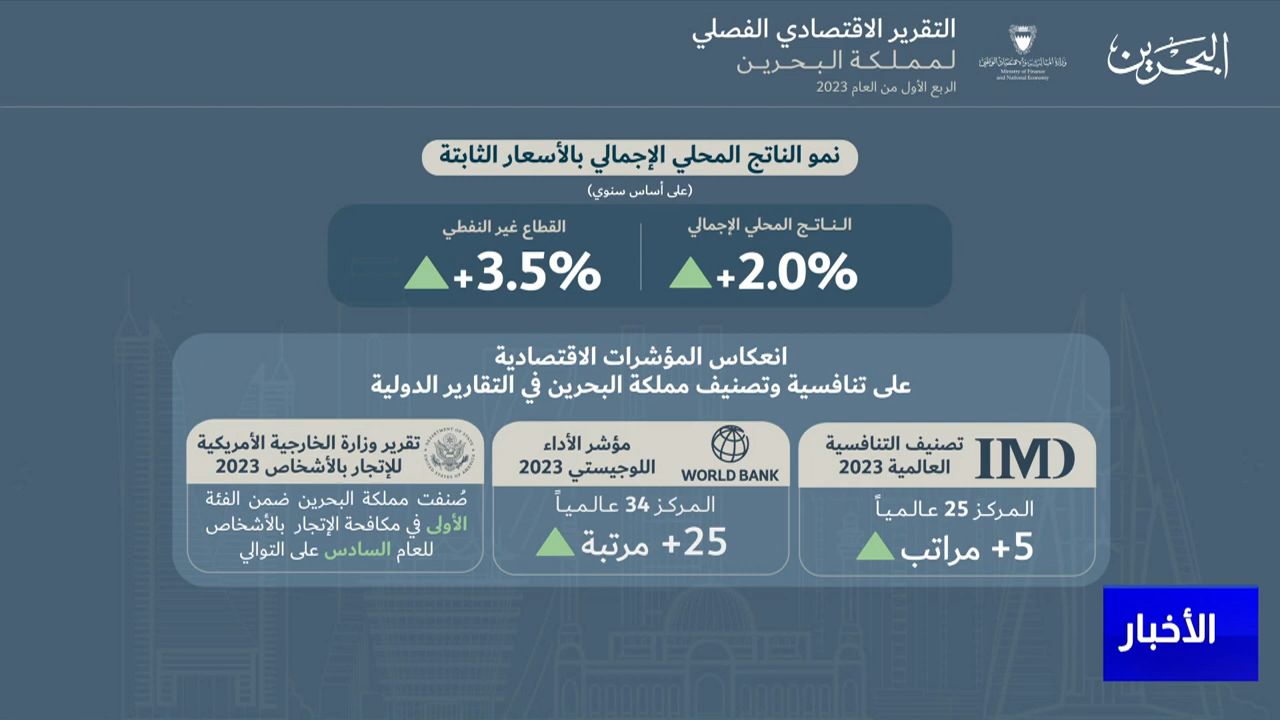 البحرين
وزارة المالية والاقتصاد الوطني
Ministry of Finance
and National Economy
التقرير الاقتصادي الفصلي
لمملكة البحرين
الربع الأول من العام 2023
نمو الناتج المحلي الإجمالي بالأسعار الثابتة
(على أساس سنوي)
الناتج المحلي الإجمالي
+2.0%
القطاع غير النفطي
+3.5%
انعكاس المؤشرات الاقتصادية
على تنافسية وتصنيف مملكة البحرين في التقارير الدولية
IMD
تصنيف التنافسية
العالمية 2023
المركز 25 عالمياً
+5 مراتب
WORLD BANK
مؤشر الأداء
اللوجيستي 2023
المركز 34 عالمياً
+25 مرتبة
تقرير وزارة الخارجية الأمريكية
للإتجار بالأشخاص 2023
صُنفت مملكة البحرين ضمن الفئة
الأولى في مكافحة الإتجار بالأشخاص
للعام السادس على التوالي
الأخبار